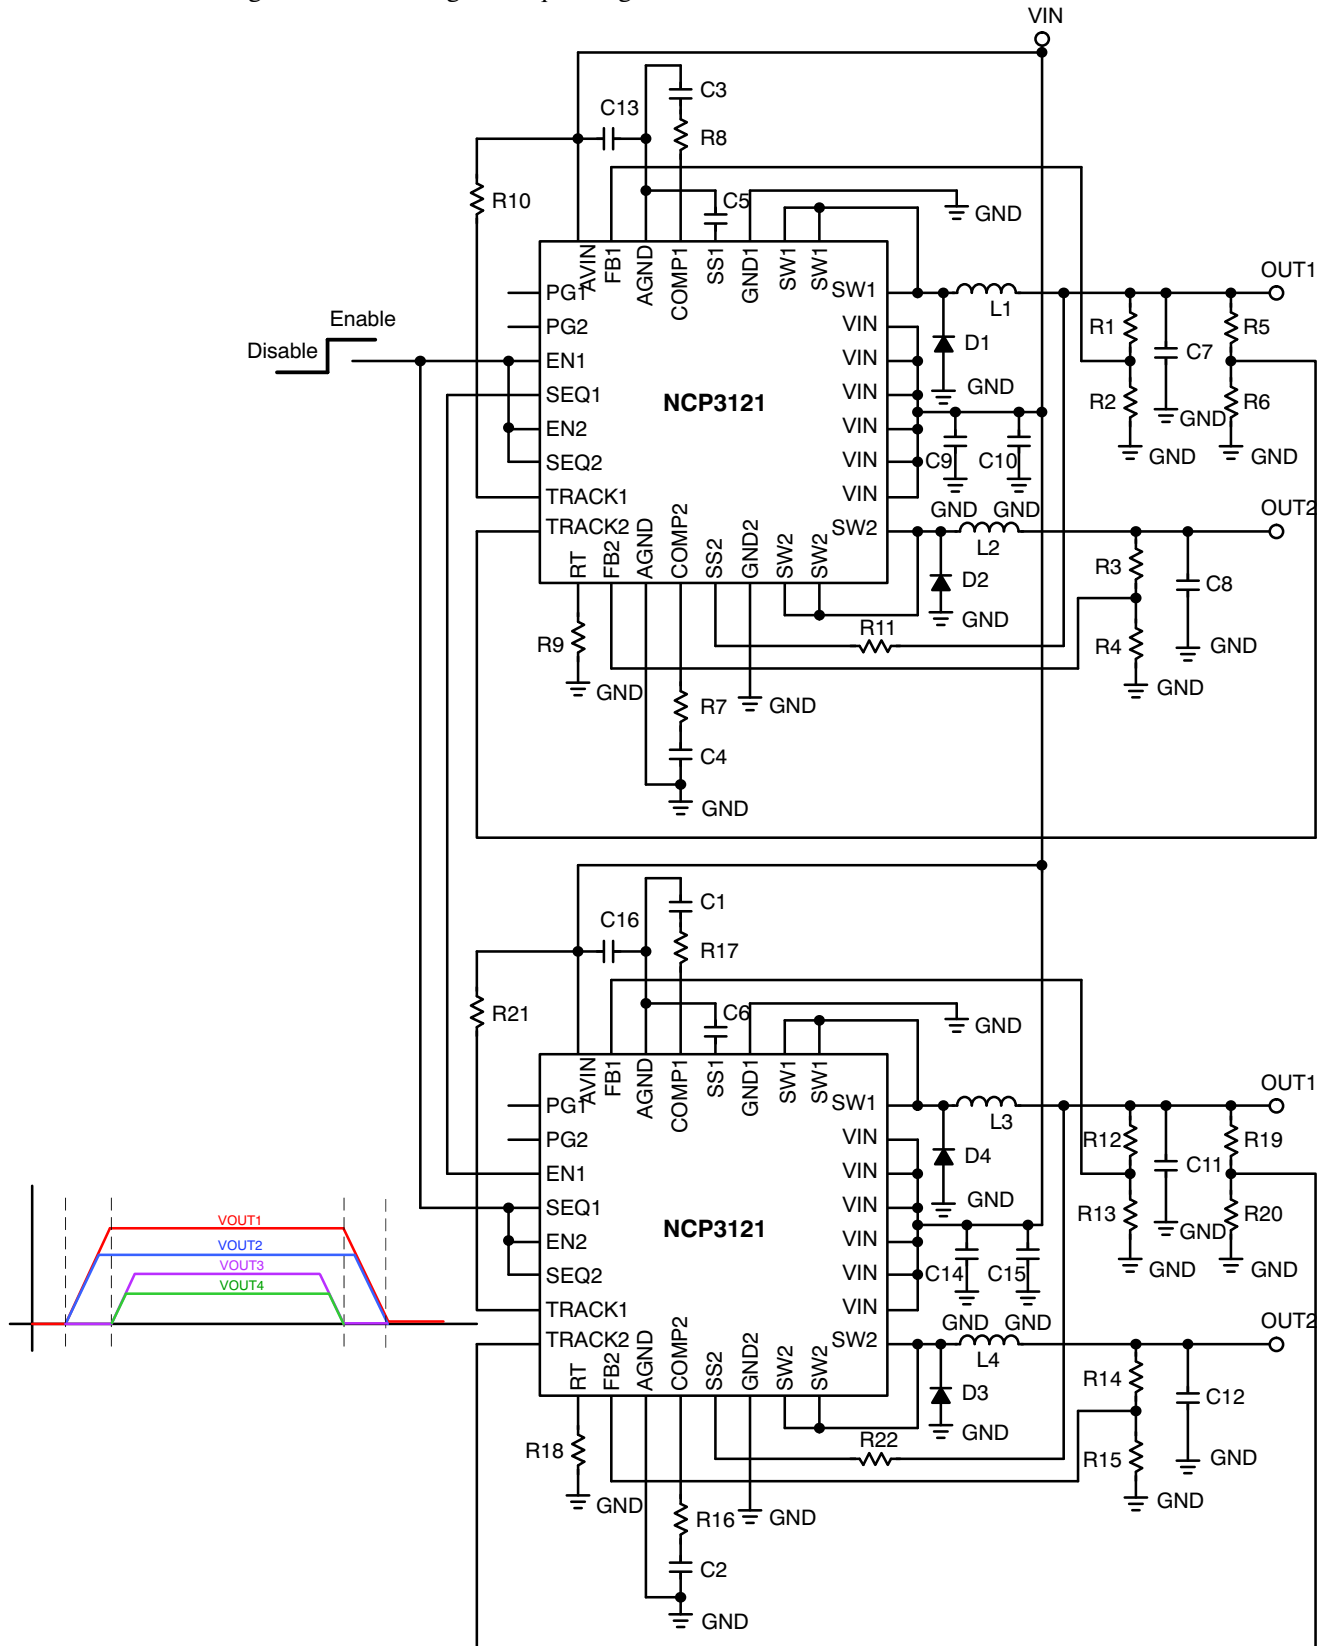 VIN
C3
C13
R8
R10
C5
GND
AVIN
FB1
AGND
COMP1
SS1
GND1
SW1
SW1
OUT1
PG1
SW1
L1
Enable
PG2
VIN
R1
R5
Disable
D1
C7
EN1
VIN
GND
SEQ1
NCP3121
VIN
R2
GND
R6
EN2
VIN
GND
GND
SEQ2
VIN
C9
C10
TRACK1
VIN
GND
GND
OUT2
TRACK2
SW2
L2
RT
FB2
AGND
COMP2
SS2
GND2
SW2
SW2
R3
D2
C8
GND
R9
R11
R4
GND
GND
GND
R7
GND
C4
GND
C1
C16
R17
R21
C6
GND
AVIN
FB1
AGND
COMP1
SS1
GND1
SW1
SW1
OUT1
PG1
SW1
L3
PG2
VIN
R12
R19
D4
C11
EN1
VIN
GND
SEQ1
NCP3121
VIN
R13
GND
R20
VOUT1
EN2
VIN
VOUT2
GND
GND
VOUT3
SEQ2
VIN
C14
C15
VOUT4
TRACK1
VIN
GND
GND
OUT2
TRACK2
SW2
L4
RT
FB2
AGND
COMP2
SS2
GND2
SW2
SW2
R14
D3
C12
GND
R18
R22
R15
GND
GND
GND
R16
GND
C2
GND